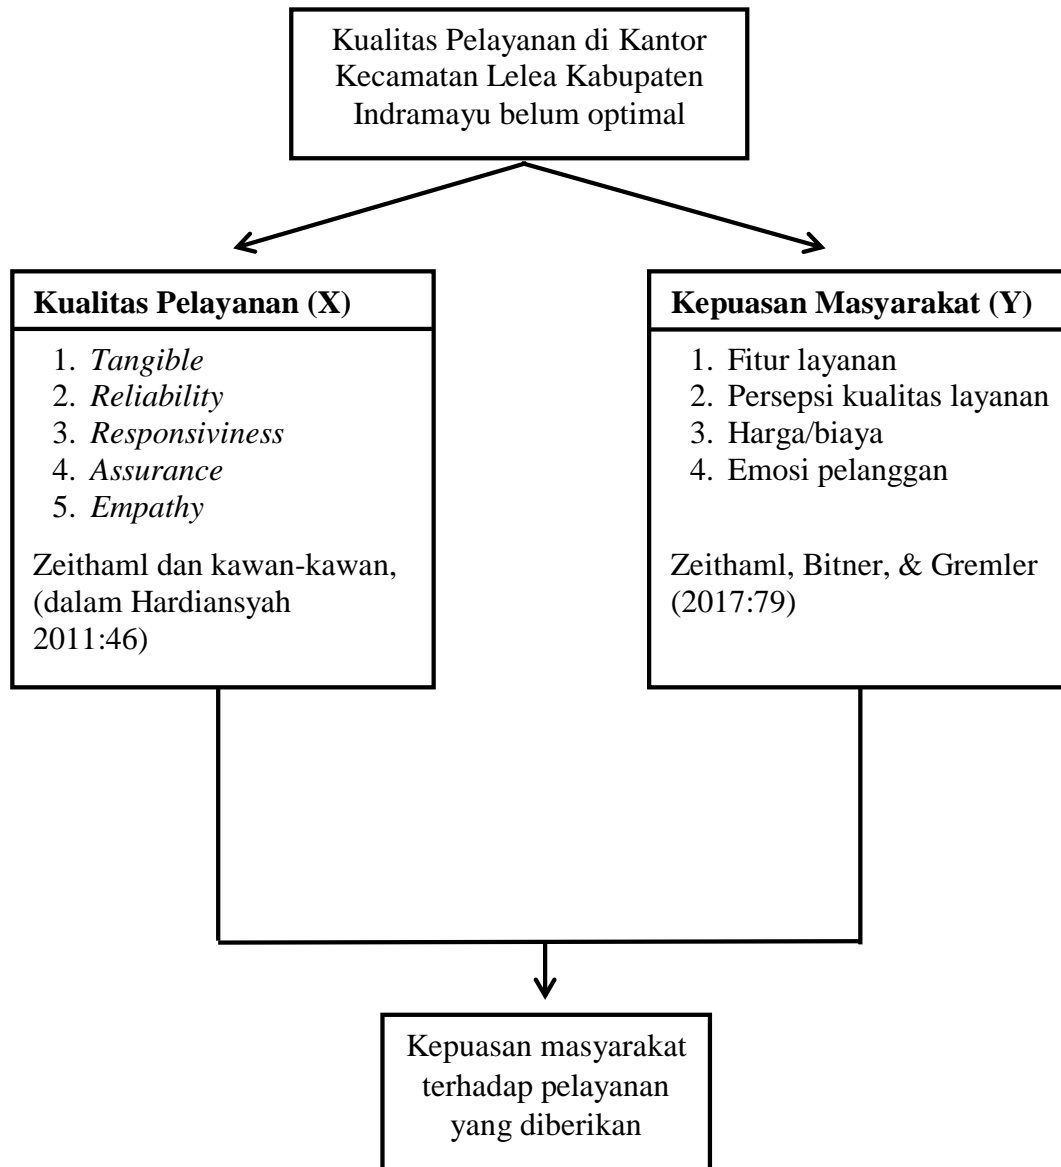 Kualitas Pelayanan di Kantor
Kecamatan Lelea Kabupaten
Indramayu belum optimal
Kualitas Pelayanan (X)
1. Tangible
2. Reliability
3. Responsiviness
4. Assurance
5. Empathy
Zeithaml dan kawan-kawan,
(dalam Hardiansyah
2011:46)
Kepuasan Masyarakat (Y)
1. Fitur layanan
2. Persepsi kualitas layanan
3. Harga/biaya
4. Emosi pelanggan
Zeithaml, Bitner, & Gremler
(2017:79)
Kepuasan masyarakat
terhadap pelayanan
yang diberikan